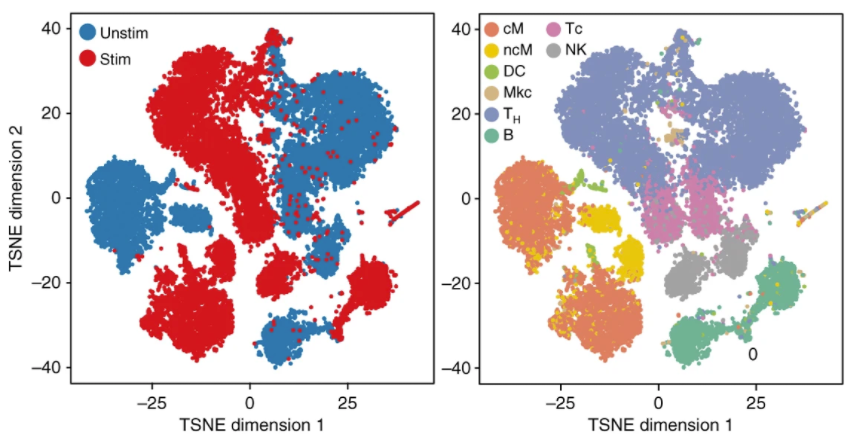 Unstim
Stim
40
20
0
−20
−40
TSNE dimension 2
−25
0
25
TSNE dimension 1
cM
ncM
DC
Mkc
TH
B
Tc
NK
40
20
0
−20
−40
0
−25
0
25
TSNE dimension 1